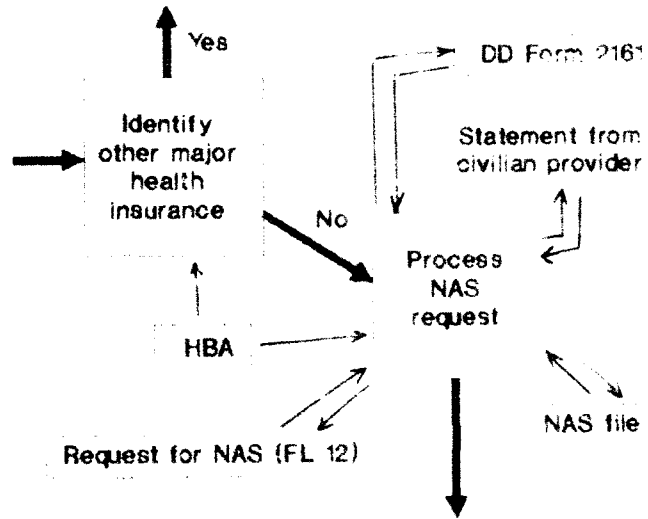 Yes
DD Form 2161
Identify
other major
health
insurance
Statement from
civilian provider
No
Process
NAS
request
HBA
NAS file
Request for NAS (FL 12)